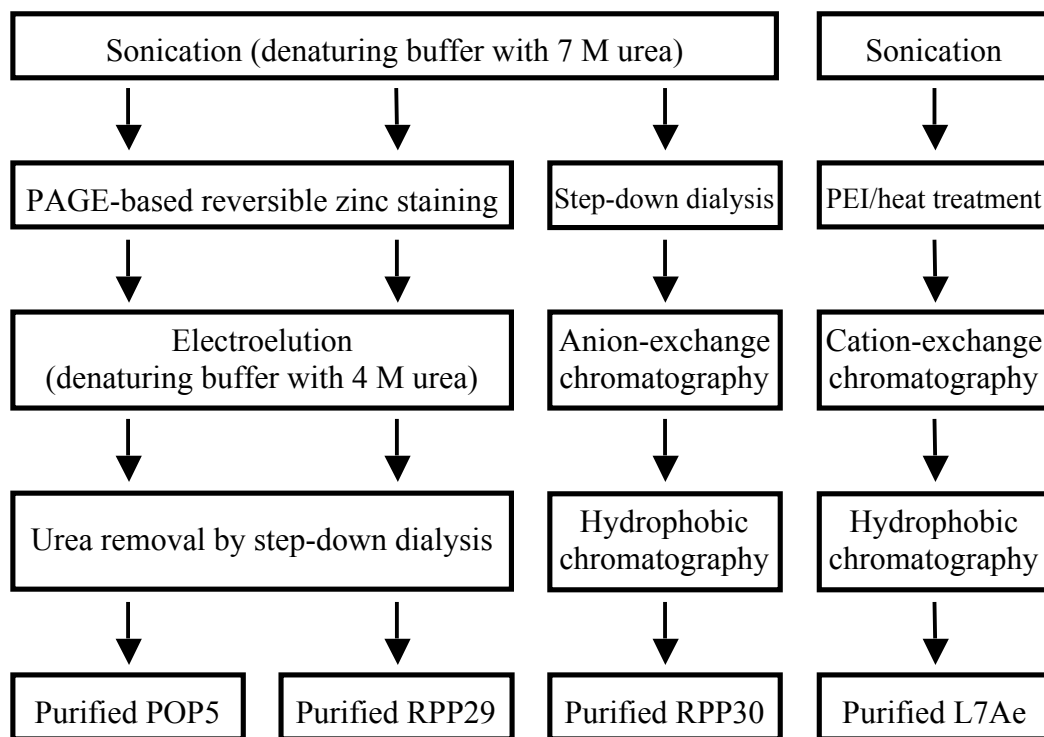 Sonication (denaturing buffer with 7 M urea)
Sonication
PAGE-based reversible zinc staining
Step-down dialysis
PEI/heat treatment
Electroelution
(denaturing buffer with 4 M urea)
Anion-exchange
chromatography
Cation-exchange
chromatography
Urea removal by step-down dialysis
Hydrophobic
chromatography
Hydrophobic
chromatography
Purified POP5
Purified RPP29
Purified RPP30
Purified L7Ae